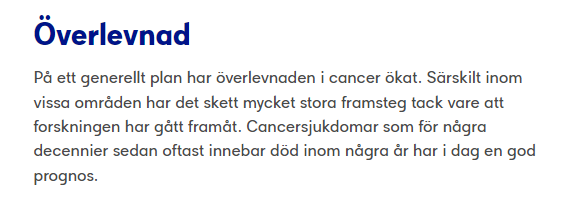 Överlevnad
På ett generellt plan har överlevnaden i cancer ökat. Särskilt inom
vissa områden har det skett mycket stora framsteg tack vare att
forskningen har gått framåt. Cancersjukdomar som för några
decennier sedan oftast innebar död inom några år har i dag en god
prognos.